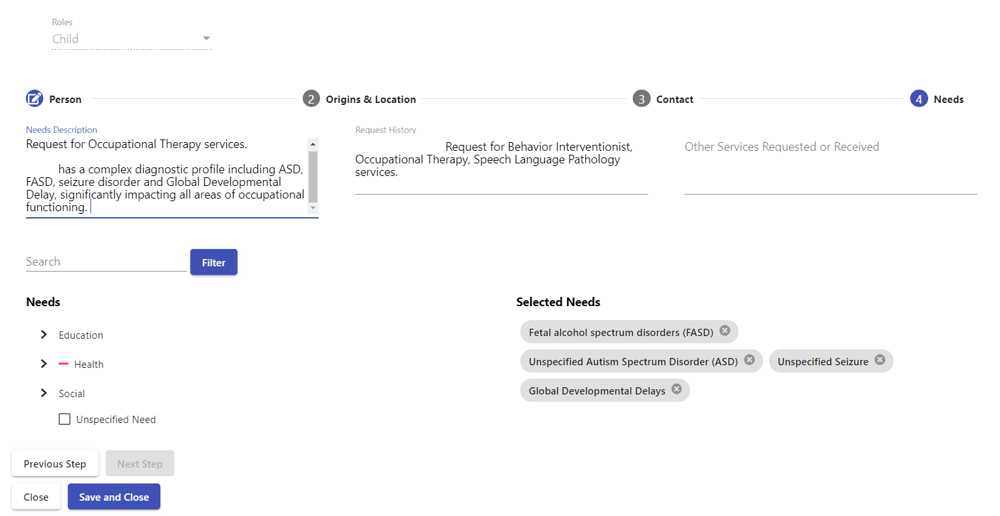 Roles
Child
Person
2 Origins & Location
3 Contact
4 Needs
Needs Description
Request for Occupational Therapy services.
has a complex diagnostic profile including ASD,
FASD, seizure disorder and Global Developmental
Delay, significantly impacting all areas of occupational
functioning.
Request History
Request for Behavior Interventionist,
Occupational Therapy, Speech Language Pathology
services.
Other Services Requested or Received
Search
Filter
Needs
Education
Health
Social
Unspecified Need
Selected Needs
Fetal alcohol spectrum disorders (FASD)
Unspecified Autism Spectrum Disorder (ASD)
Unspecified Seizure
Global Developmental Delays
Previous Step
Next Step
Close
Save and Close